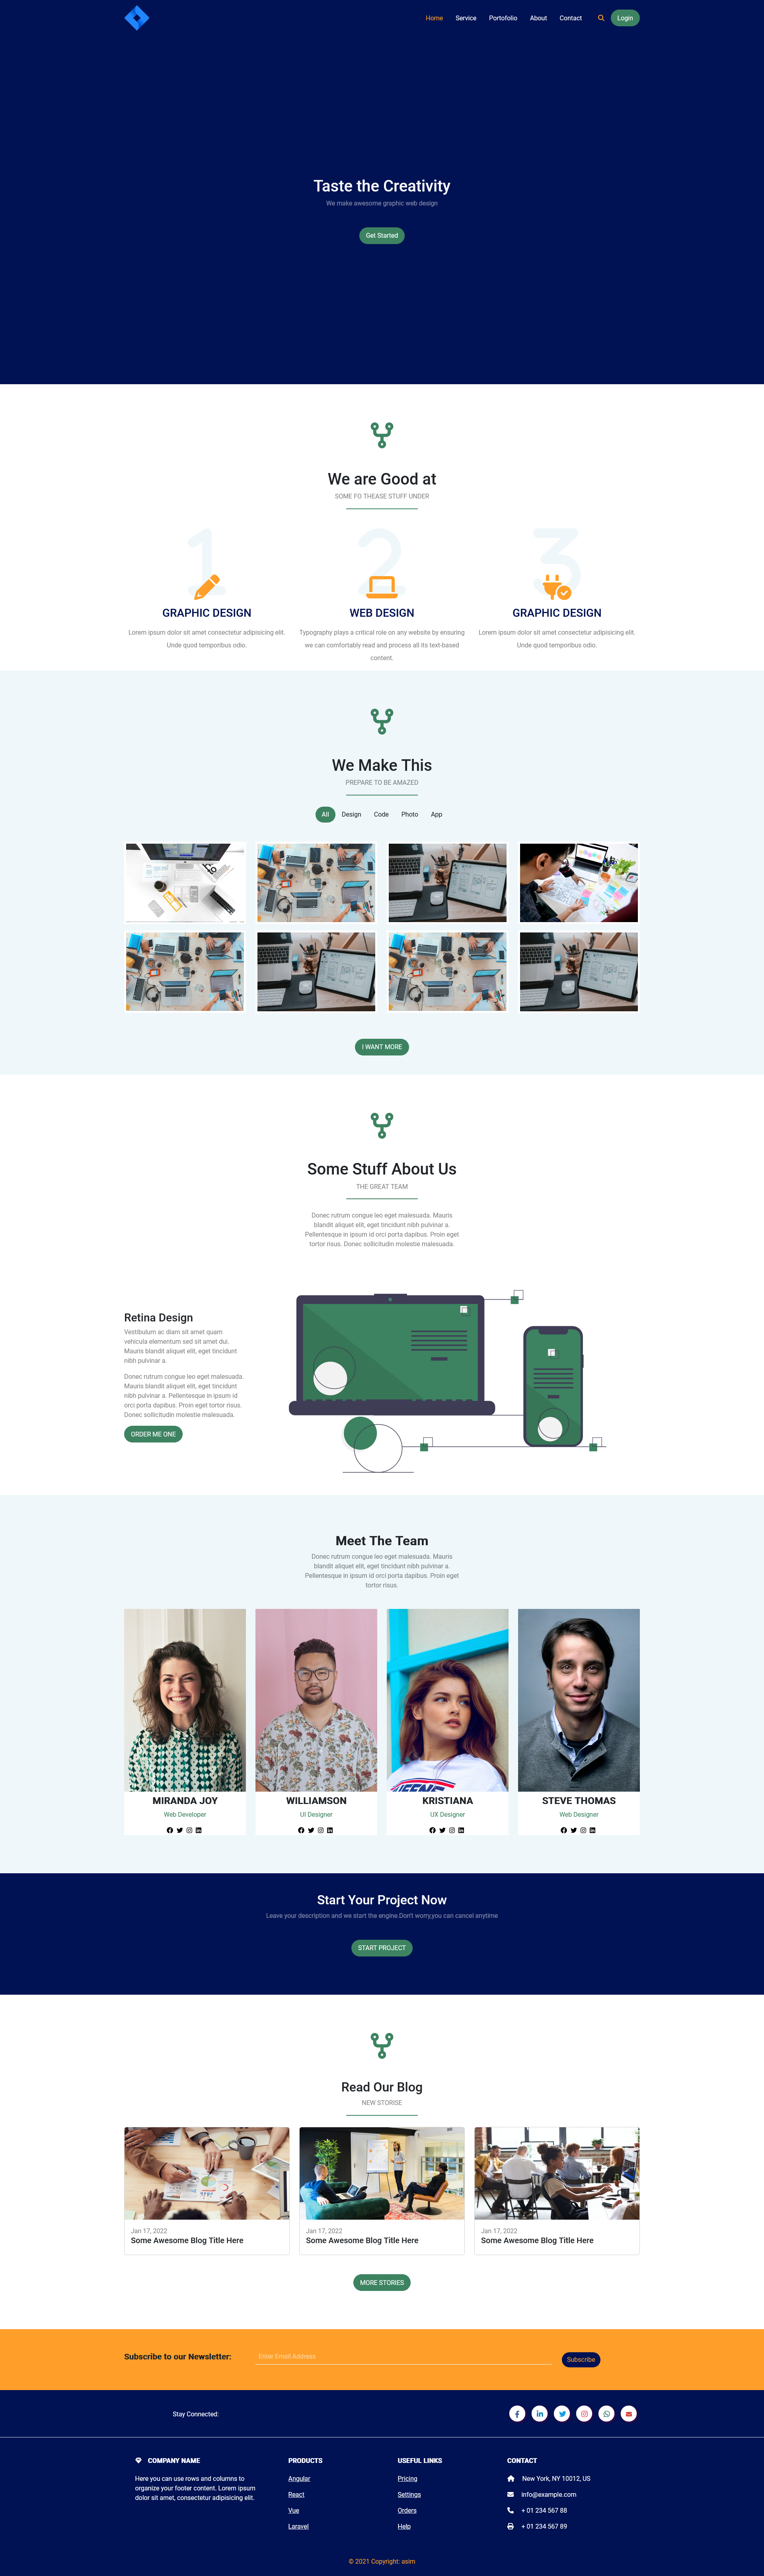 Home Service Portofolio About Contact Login
Taste the Creativity
We make awesome graphic web design
Get Started
We are Good at
SOME FO THEASE STUFF UNDER
1 2 3
GRAPHIC DESIGN
Lorem ipsum dolor sit amet consectetur adipisicing elit.
Unde quod temporibus odio.
WEB DESIGN
Typography plays a critical role on any website by ensuring
we can comfortably read and process all its text-based
content.
GRAPHIC DESIGN
Lorem ipsum dolor sit amet consectetur adipisicing elit.
Unde quod temporibus odio.
We Make This
PREPARE TO BE AMAZED
All Design Code Photo App
I WANT MORE
Some Stuff About Us
THE GREAT TEAM
Donec rutrum congue leo eget malesuada. Mauris
blandit aliquet elit, eget tincidunt nibh pulvinar a.
Pellentesque in ipsum id orci porta dapibus. Proin eget
tortor risus. Donec sollicitudin molestie malesuada.
Retina Design
Vestibulum ac diam sit amet quam
vehicula elementum sed sit amet dui.
Mauris blandit aliquet elit, eget tincidunt
nibh pulvinar a.
Donec rutrum congue leo eget malesuada.
Mauris blandit aliquet elit, eget tincidunt
nibh pulvinar a. Pellentesque in ipsum id
orci porta dapibus. Proin eget tortor risus.
Donec sollicitudin molestie malesuada.
ORDER ME ONE
Meet The Team
Donec rutrum congue leo eget malesuada. Mauris
blandit aliquet elit, eget tincidunt nibh pulvinar a.
Pellentesque in ipsum id orci porta dapibus. Proin eget
tortor risus.
MIRANDA JOY
Web Developer
WILLIAMSON
UI Designer
KRISTIANA
UX Designer
STEVE THOMAS
Web Designer
Start Your Project Now
Leave your description and we start the engine.Don't worry,you can cancel anytime
START PROJECT
Read Our Blog
NEW STORISE
Jan 17, 2022
Some Awesome Blog Title Here
Jan 17, 2022
Some Awesome Blog Title Here
Jan 17, 2022
Some Awesome Blog Title Here
MORE STORIES
Subscribe to our Newsletter:
Enter Email Address
Subscribe
Stay Connected:
COMPANY NAME
Here you can use rows and columns to
organize your footer content. Lorem ipsum
dolor sit amet, consectetur adipisicing elit.
PRODUCTS
Angular
React
Vue
Laravel
USEFUL LINKS
Pricing
Settings
Orders
Help
CONTACT
New York, NY 10012, US
info@example.com
+ 01 234 567 88
+ 01 234 567 89
© 2021 Copyright: asim